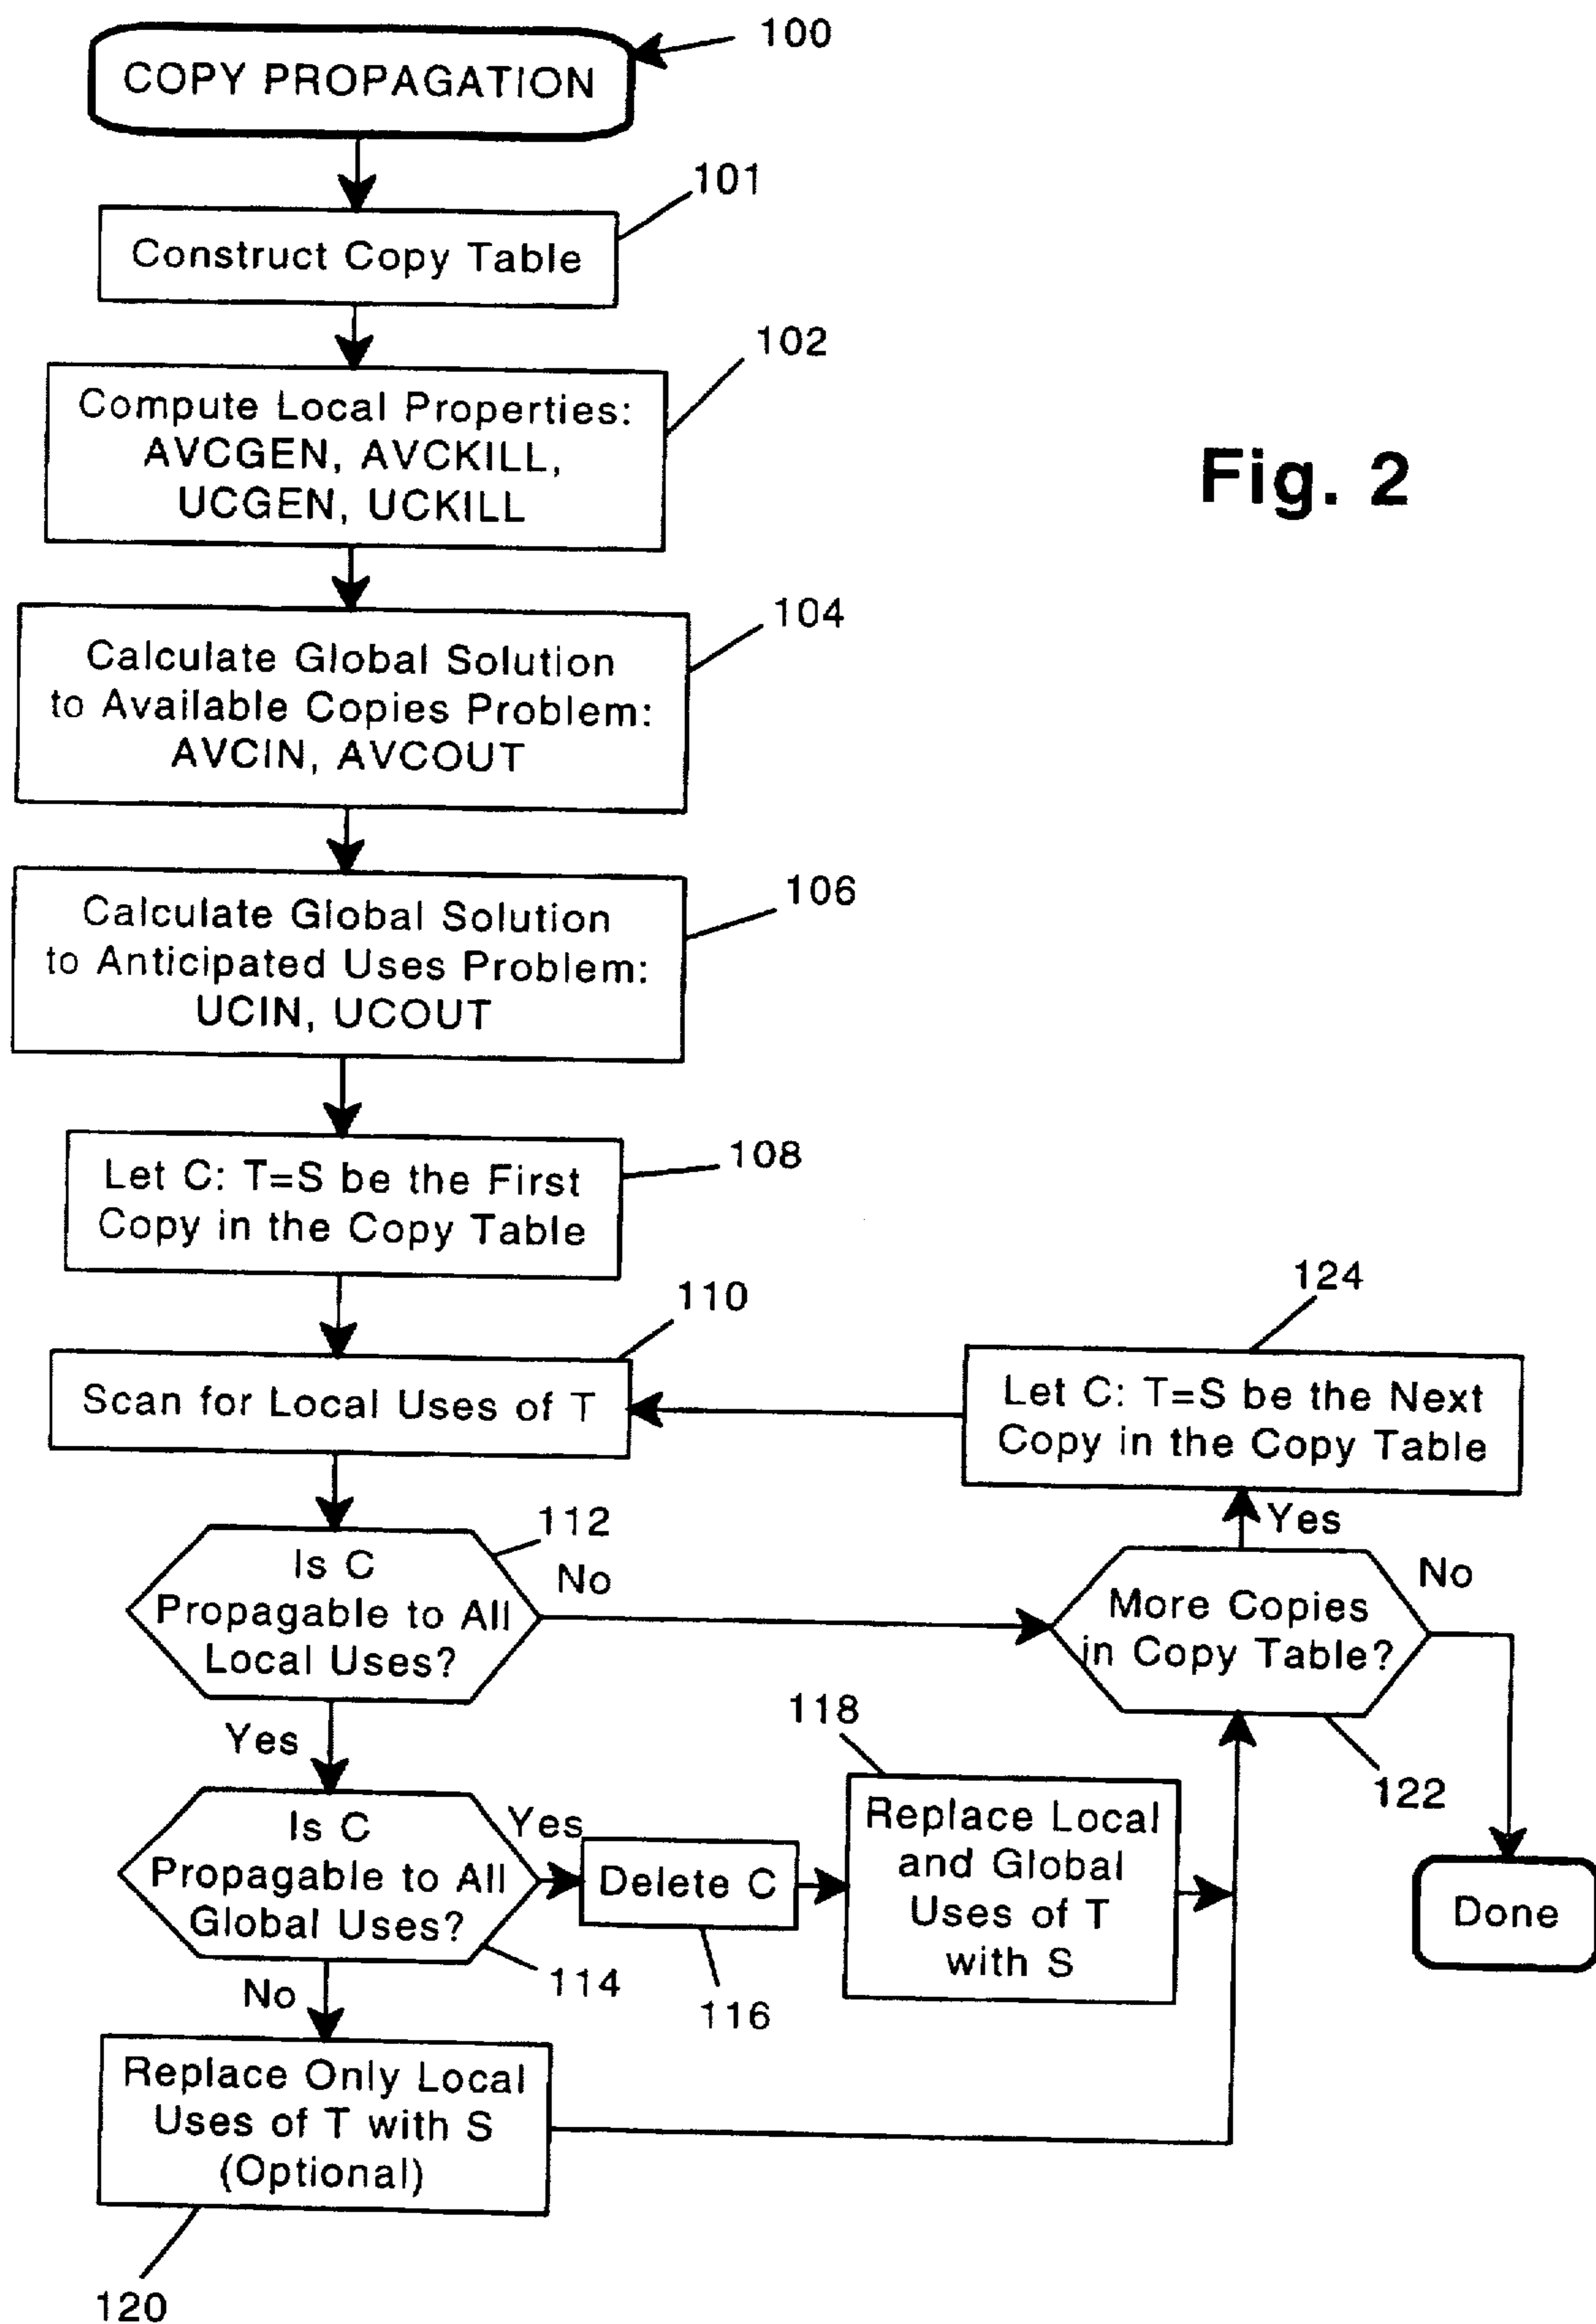 100
COPY PROPAGATION
101
Construct Copy Table
102
Compute Local Properties:
AVCGEN, AVCKILL,
UCGEN, UCKILL
Fig. 2
104
Calculate Global Solution
to Available Copies Problem:
AVCIN, AVCOUT
106
Calculate Global Solution
to Anticipated Uses Problem:
UCIN, UCOUT
108
Let C: T=S be the First
Copy in the Copy Table
110
Scan for Local Uses of T
124
Let C: T=S be the Next
Copy in the Copy Table
112
Is C
Propagable to All
Local Uses?
No
Yes
Yes
More Copies
in Copy Table?
No
122
Done
Is C
Propagable to All
Global Uses?
114
Yes
Delete C
116
118
Replace Local
and Global
Uses of T
with S
No
Replace Only Local
Uses of T with S
(Optional)
120